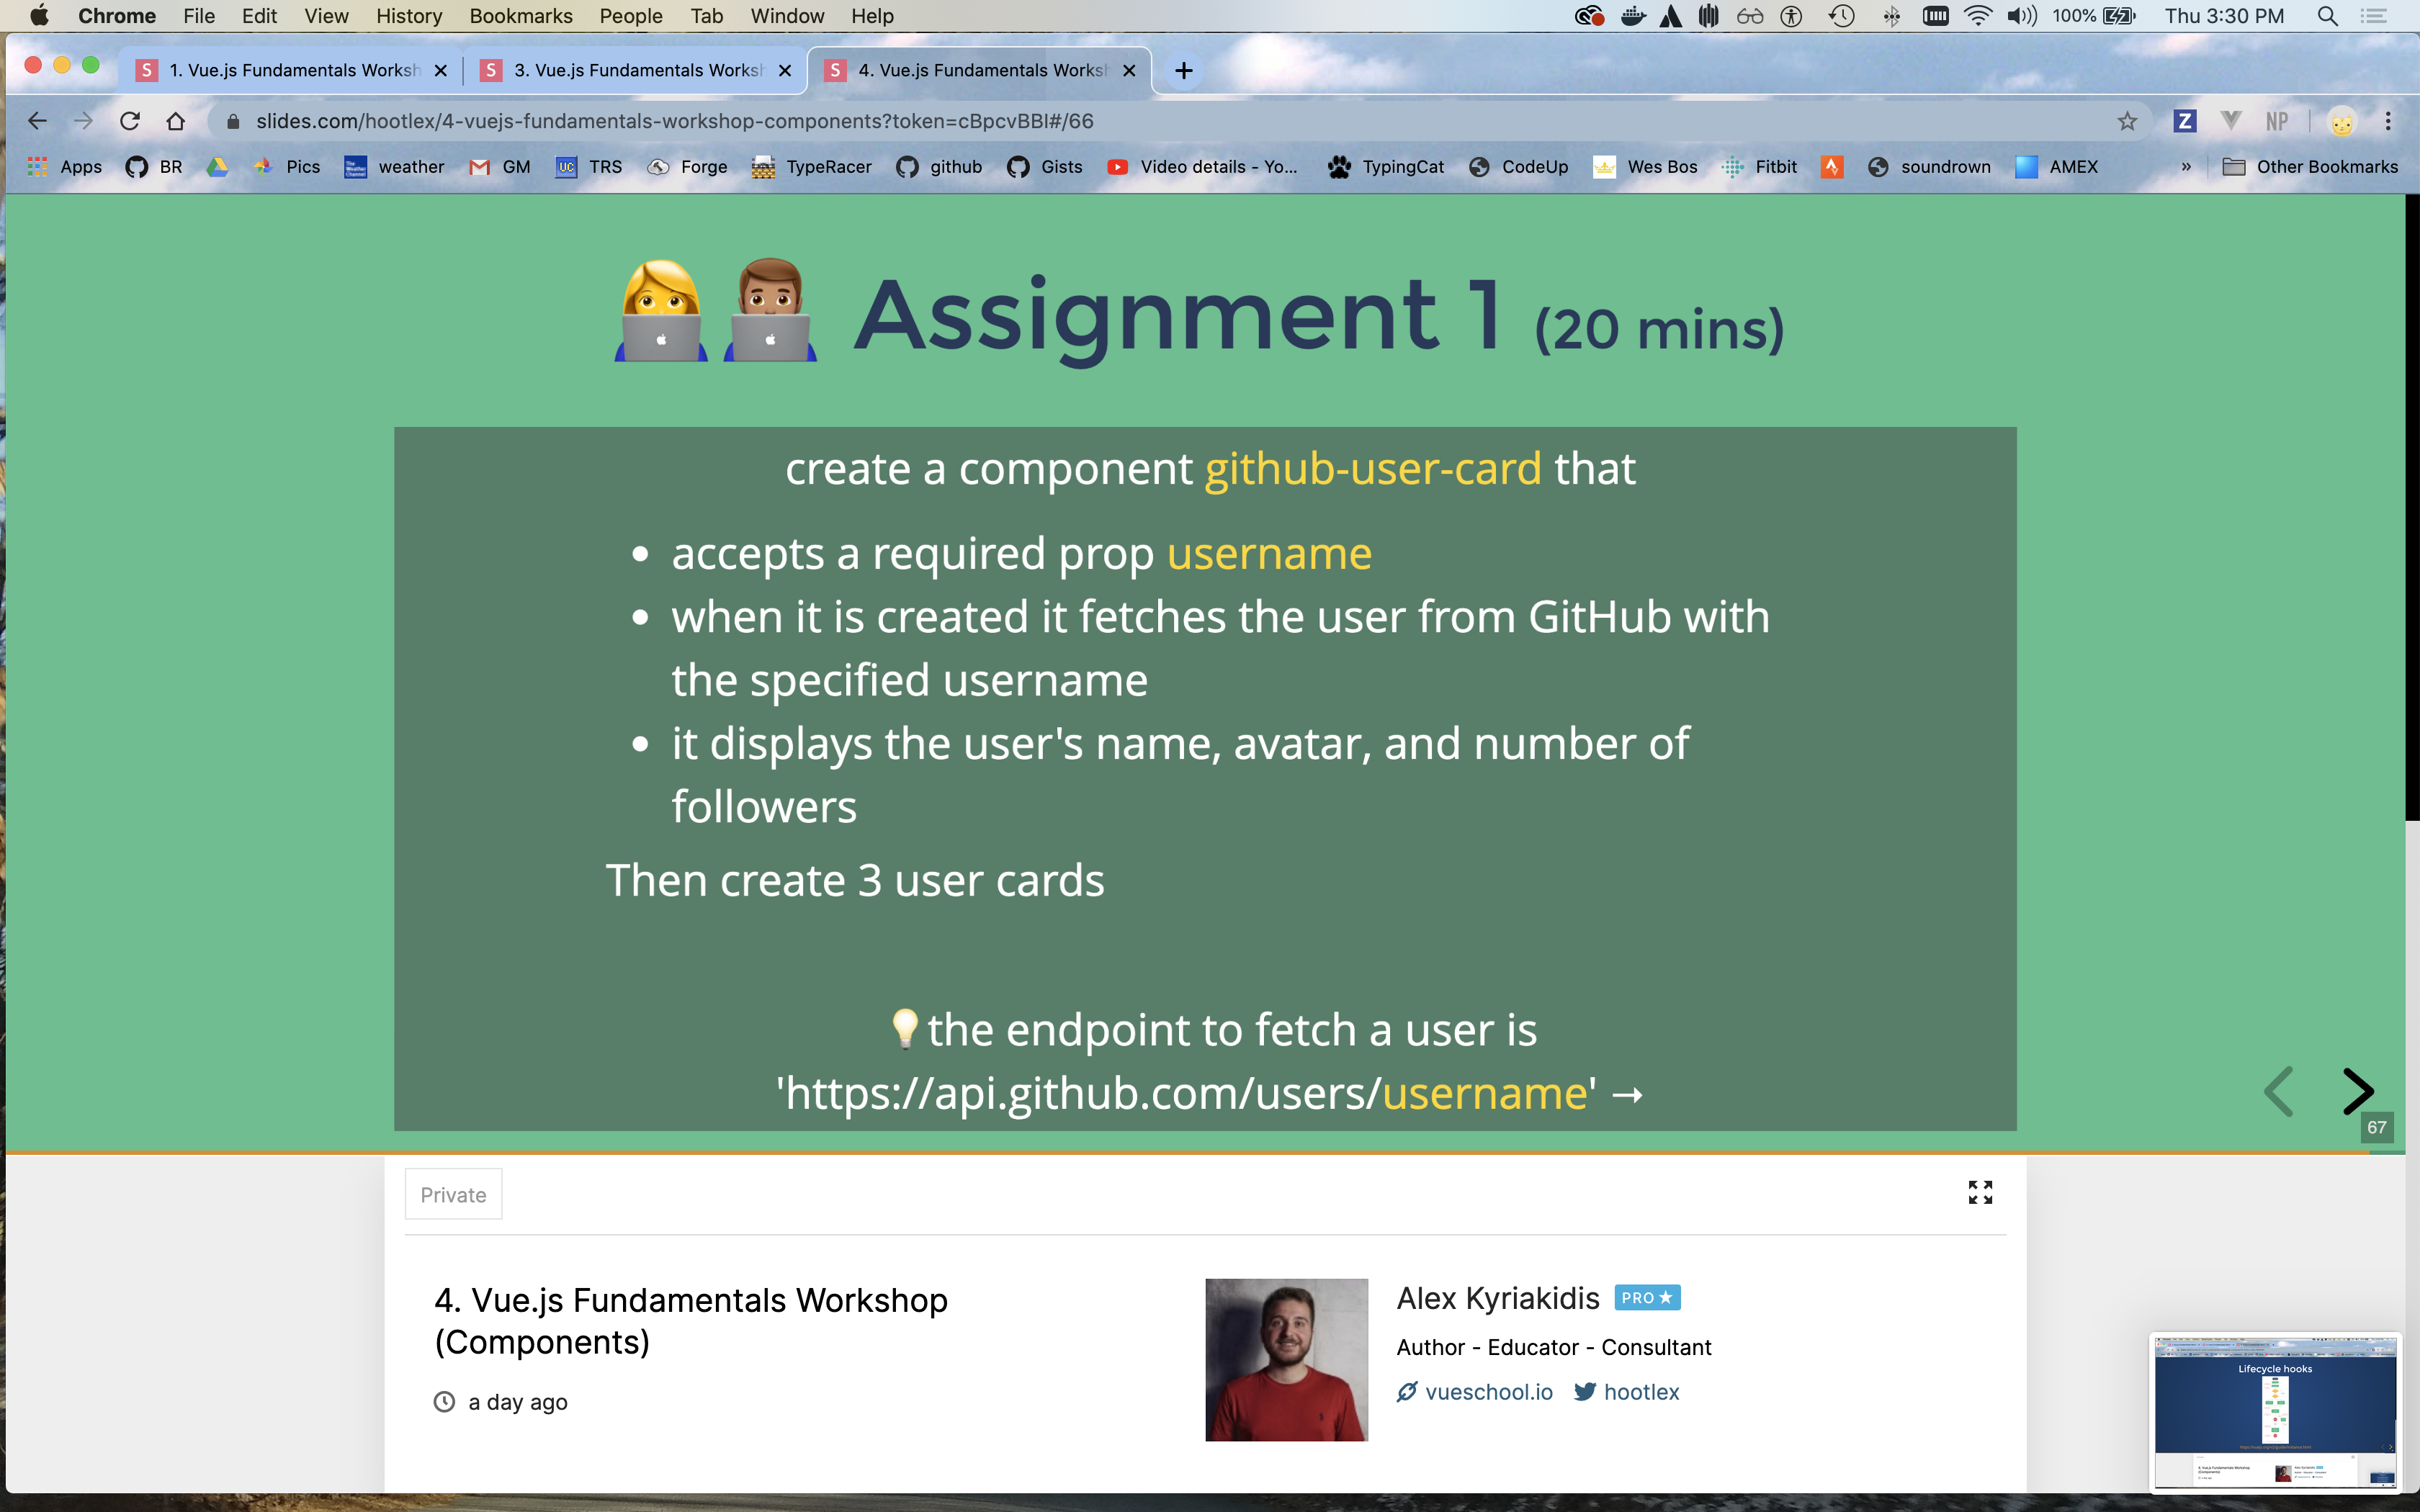 Chrome File Edit View History Bookmarks People Tab Window Help 100% Thu 3:30 PM
S 1. Vue.js Fundamentals Worksh S 3. Vue.js Fundamentals Worksh S 4. Vue.js Fundamentals Worksh
slides.com/hootlex/4-vuejs-fundamentals-workshop-components?token=cBpcvBBI#/66 Z NP
Apps BR Pics weather GM UC TRS Forge TypeRacer github Gists Video details - Yo... TypingCat CodeUp Wes Bos Fitbit soundrown AMEX » Other Bookmarks
Assignment 1 (20 mins)
create a component github-user-card that
• accepts a required prop username
• when it is created it fetches the user from GitHub with
the specified username
• it displays the user's name, avatar, and number of
followers
Then create 3 user cards
the endpoint to fetch a user is
'https://api.github.com/users/username' →
67
Private
4. Vue.js Fundamentals Workshop
(Components)
a day ago
Alex Kyriakidis PRO ★
Author - Educator - Consultant
vueschool.io hootlex
Lifecycle hooks